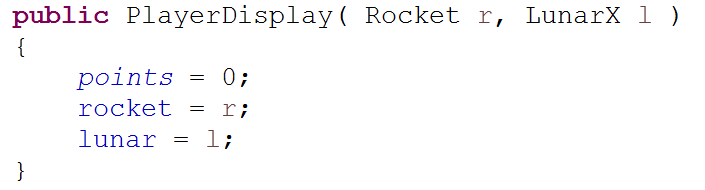 public PlayerDisplay( Rocket r, LunarX l )
{
    points = 0;
    rocket = r;
    lunar = l;
}